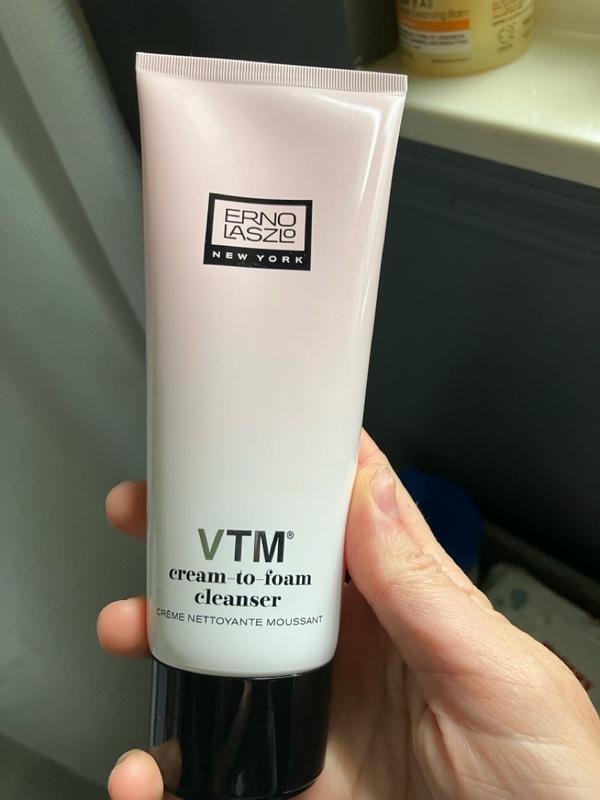 ERNO
LASZLO
NEW YORK
VTM®
cream-to-foam
cleanser
CRÈME NETTOYANTE MOUSSANT